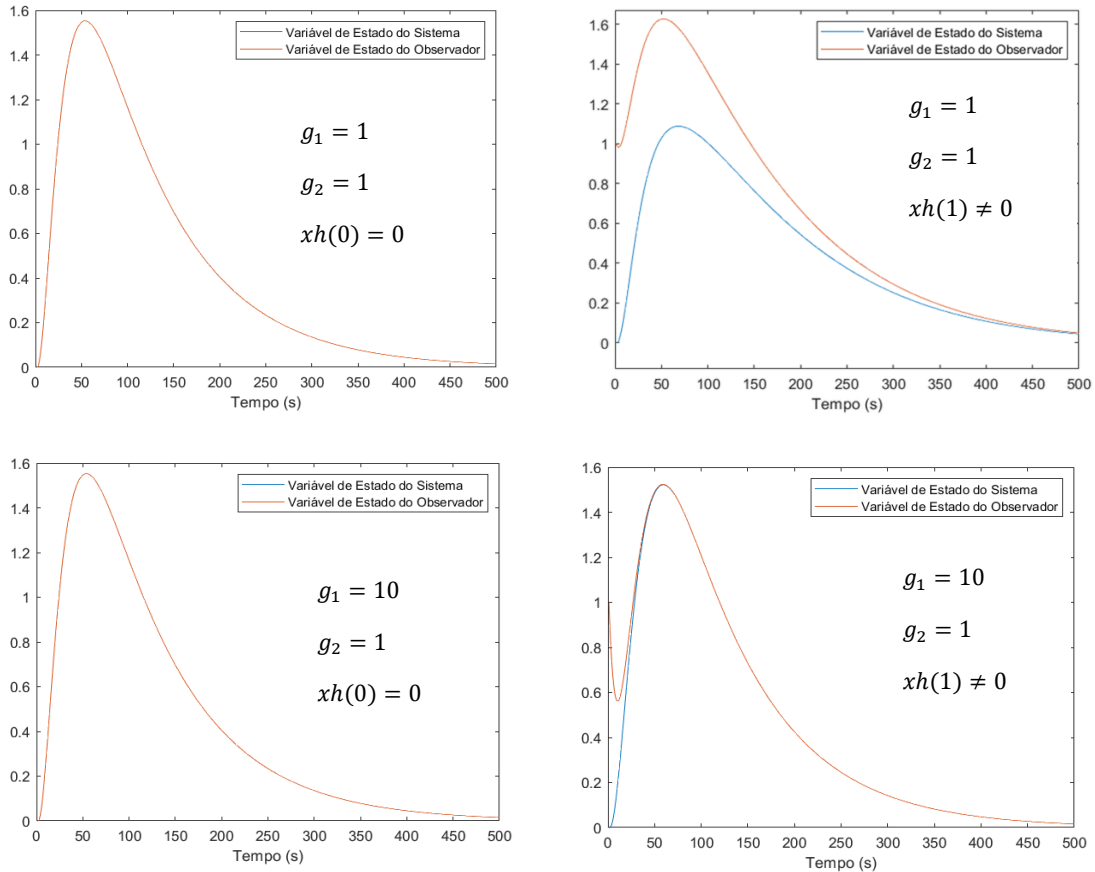 1.6
Variável de Estado do Sistema
Variável de Estado do Observador
1.4
1.2
1
0.8
0.6
0.4
0.2
0
g₁ = 1
g₂ = 1
xh(0) = 0
0 50 100 150 200 250 300 350 400 450 500
Tempo (s)
1.6
Variável de Estado do Sistema
Variável de Estado do Observador
1.4
1.2
1
0.8
0.6
0.4
0.2
0
g₁ = 1
g₂ = 1
xh(1) ≠ 0
0 50 100 150 200 250 300 350 400 450 500
Tempo (s)
1.6
Variável de Estado do Sistema
Variável de Estado do Observador
1.4
1.2
1
0.8
0.6
0.4
0.2
0
g₁ = 10
g₂ = 1
xh(0) = 0
0 50 100 150 200 250 300 350 400 450 500
Tempo (s)
1.6
Variável de Estado do Sistema
Variável de Estado do Observador
1.4
1.2
1
0.8
0.6
0.4
0.2
0
g₁ = 10
g₂ = 1
xh(1) ≠ 0
0 50 100 150 200 250 300 350 400 450 500
Tempo (s)